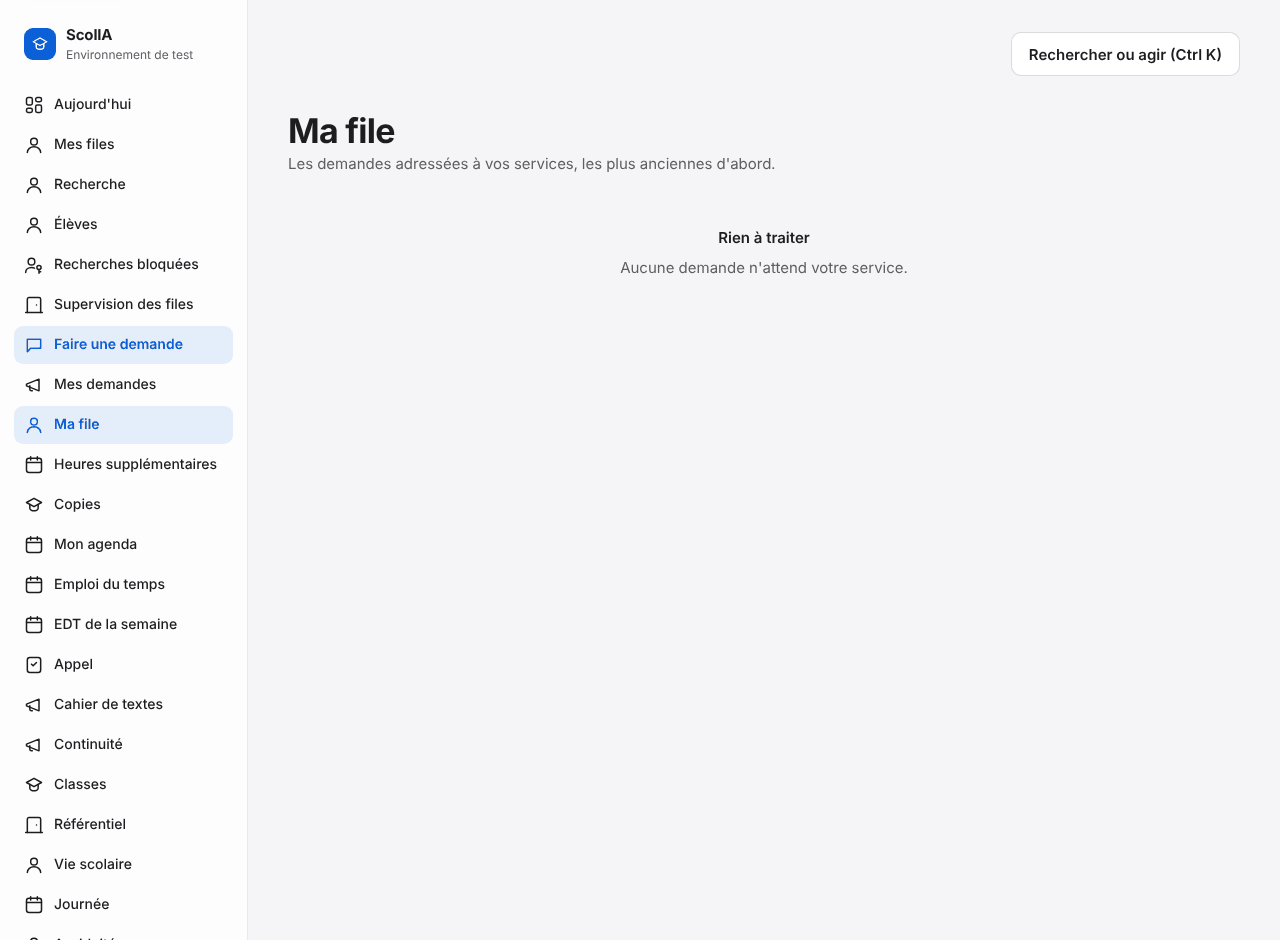 ScolIA
Environnement de test
Rechercher ou agir (Ctrl K)
Aujourd'hui
Mes files
Recherche
Élèves
Recherches bloquées
Supervision des files
Faire une demande
Mes demandes
Ma file
Heures supplémentaires
Copies
Mon agenda
Emploi du temps
EDT de la semaine
Appel
Cahier de textes
Continuité
Classes
Référentiel
Vie scolaire
Journée
Ma file
Les demandes adressées à vos services, les plus anciennes d'abord.
Rien à traiter
Aucune demande n'attend votre service.